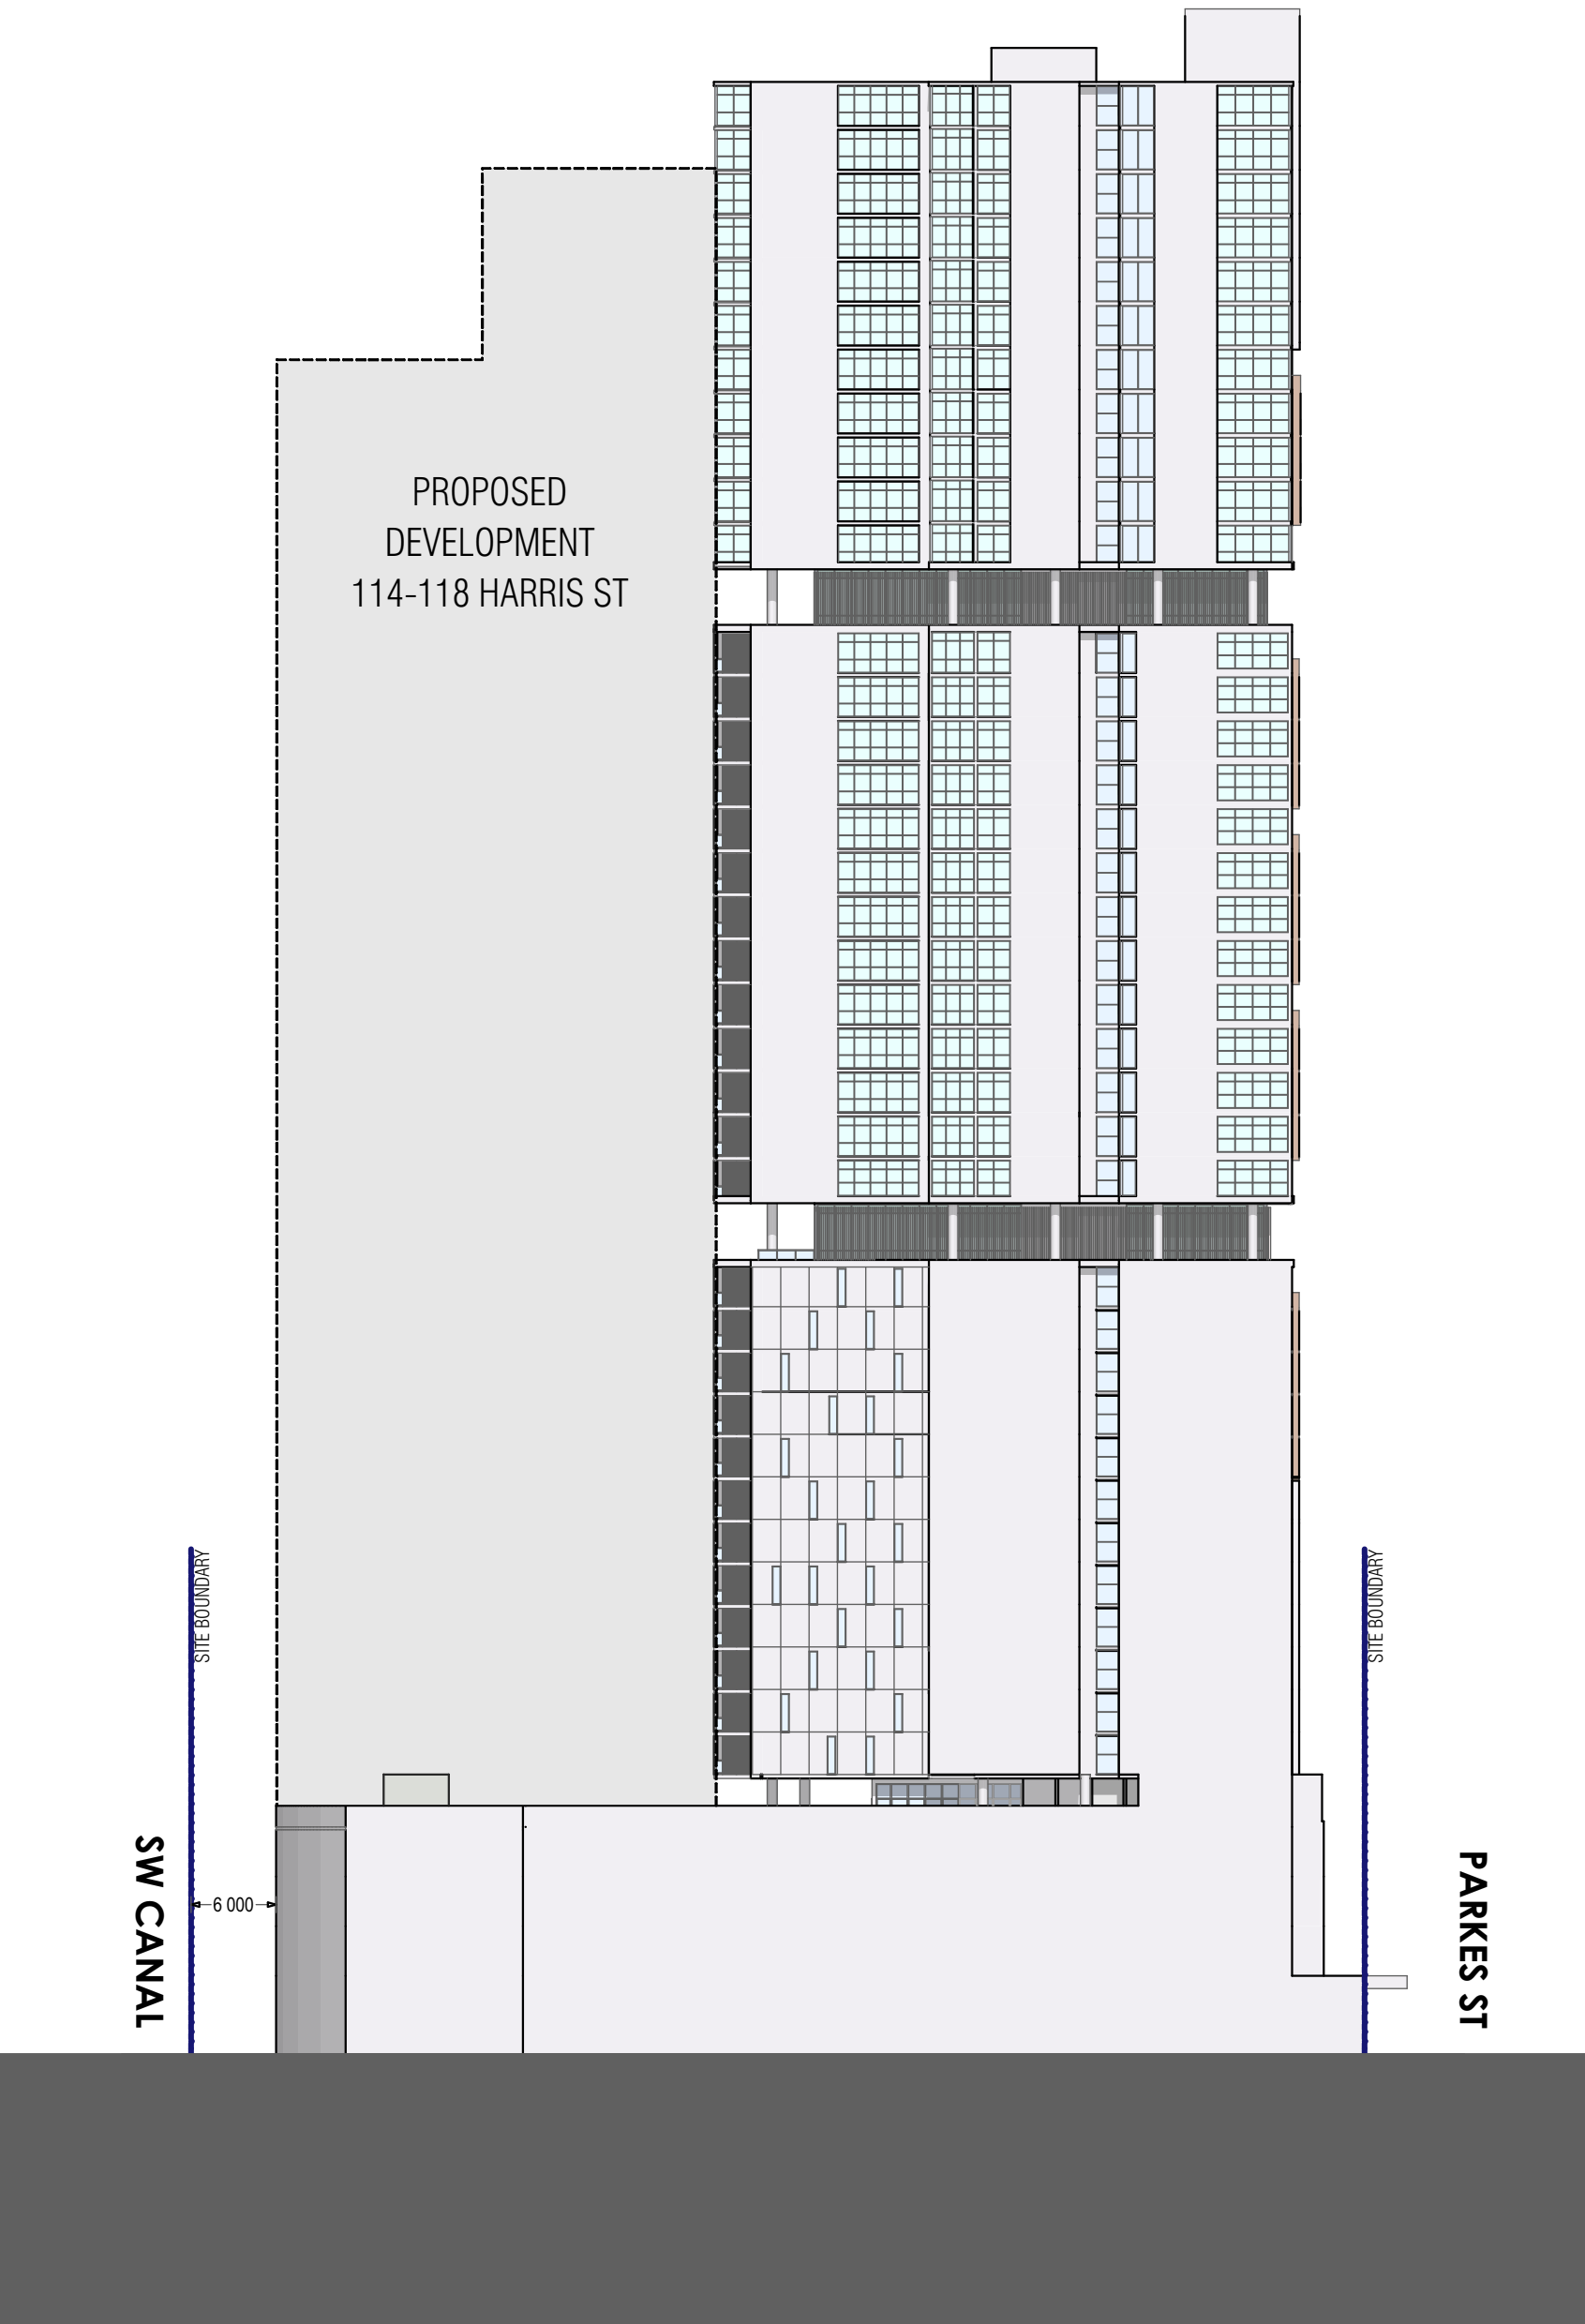 PROPOSED
DEVELOPMENT
114-118 HARRIS ST
SITE BOUNDARY
SITE BOUNDARY
SW CANAL
6 000
PARKES ST